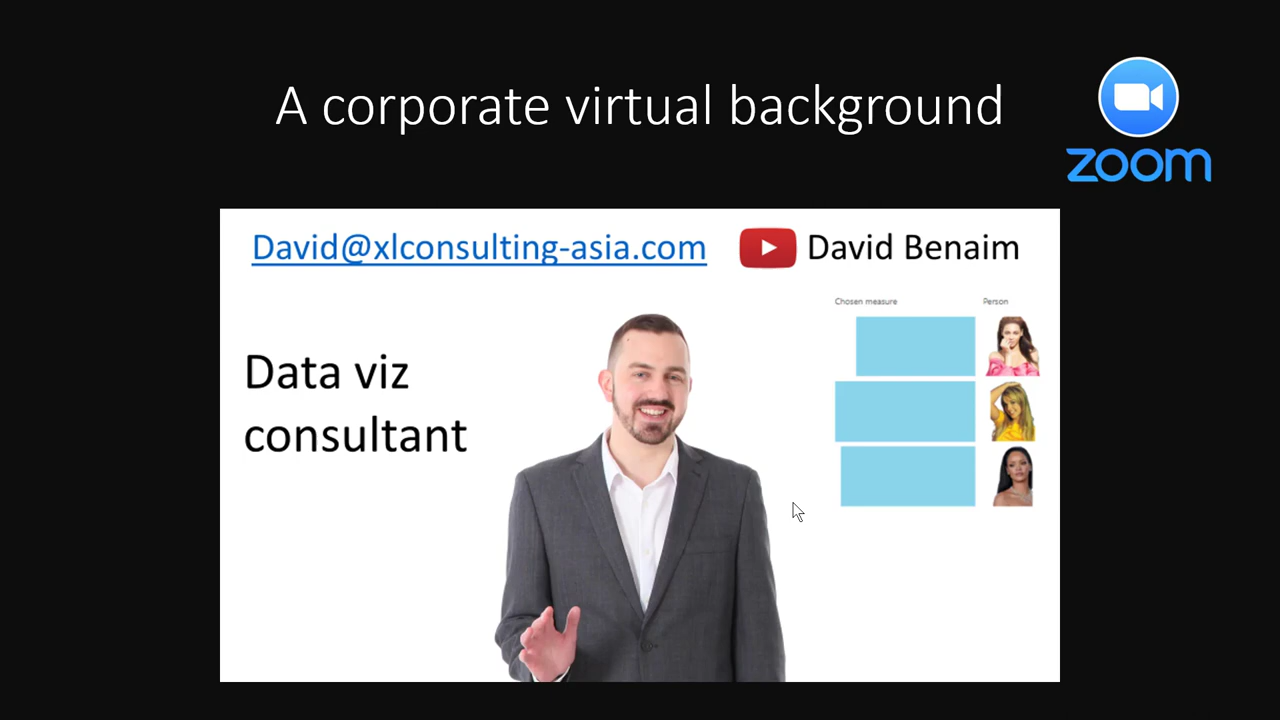 A corporate virtual background
zoom
David@xlconsulting-asia.com
David Benaim
Chosen measure
Person
Data viz
consultant